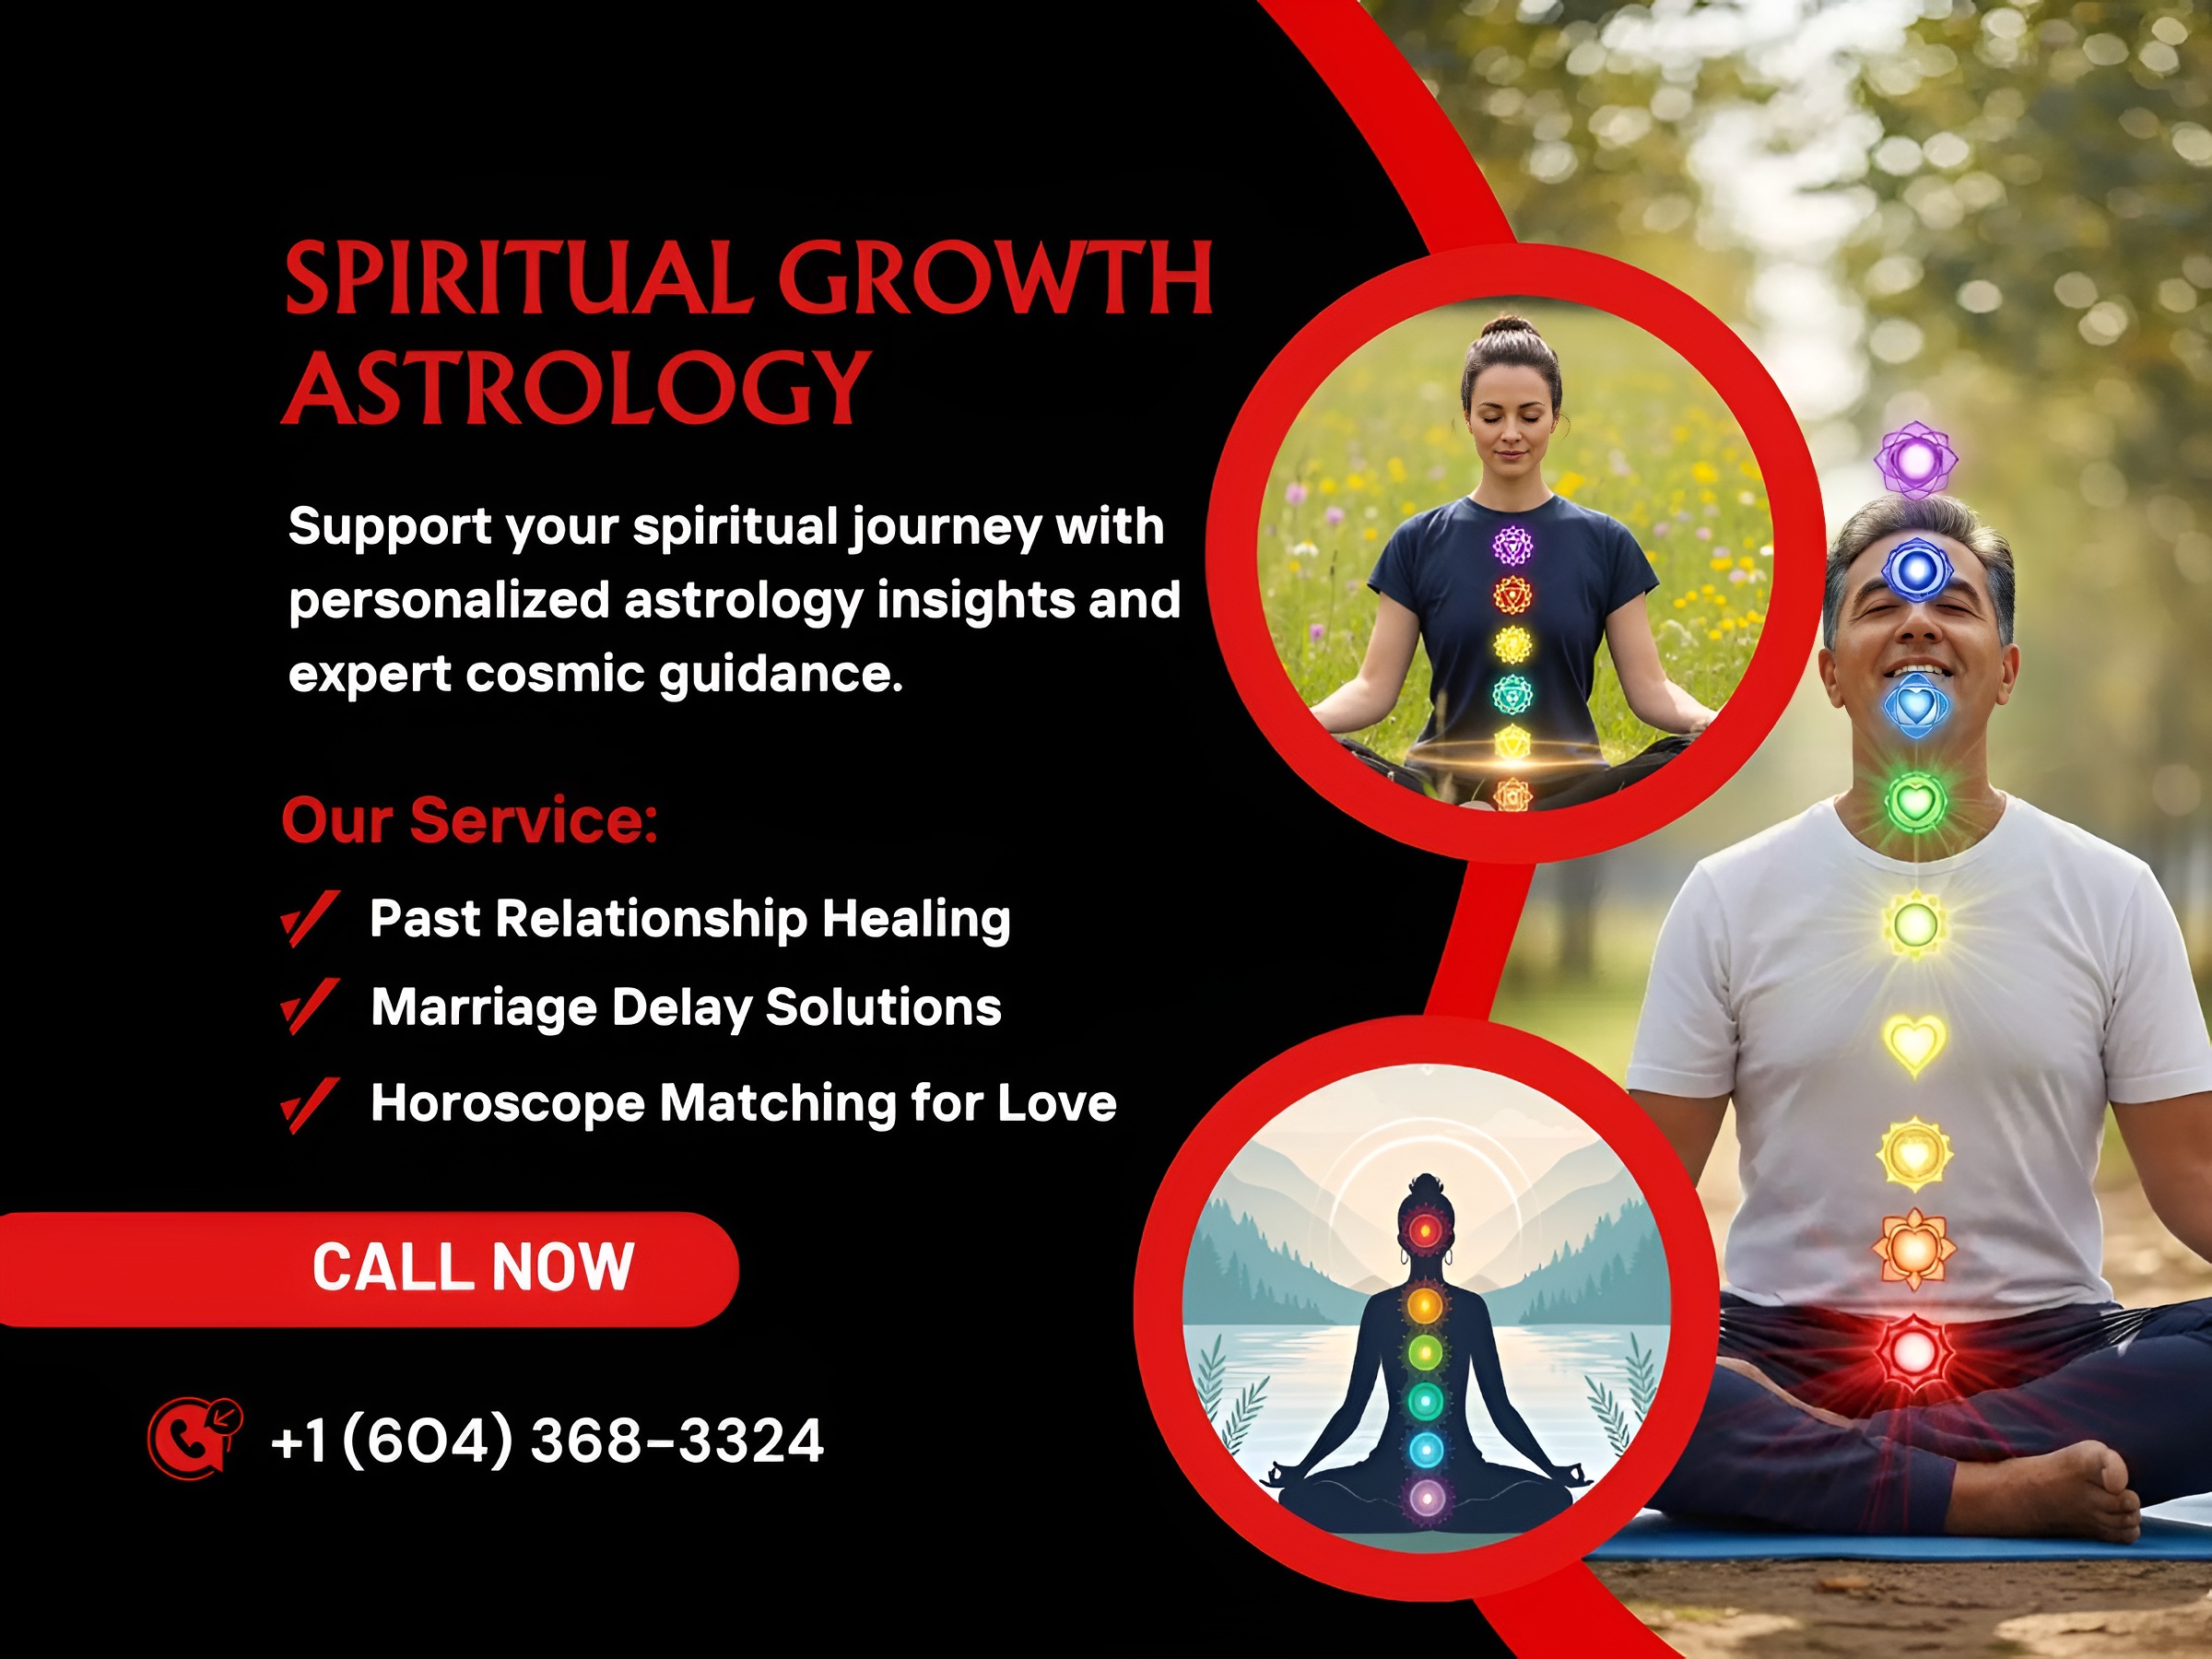 SPIRITUAL GROWTH
ASTROLOGY
Support your spiritual journey with
personalized astrology insights and
expert cosmic guidance.
Our Service:
Past Relationship Healing
Marriage Delay Solutions
Horoscope Matching for Love
CALL NOW
+1 (604) 368-3324